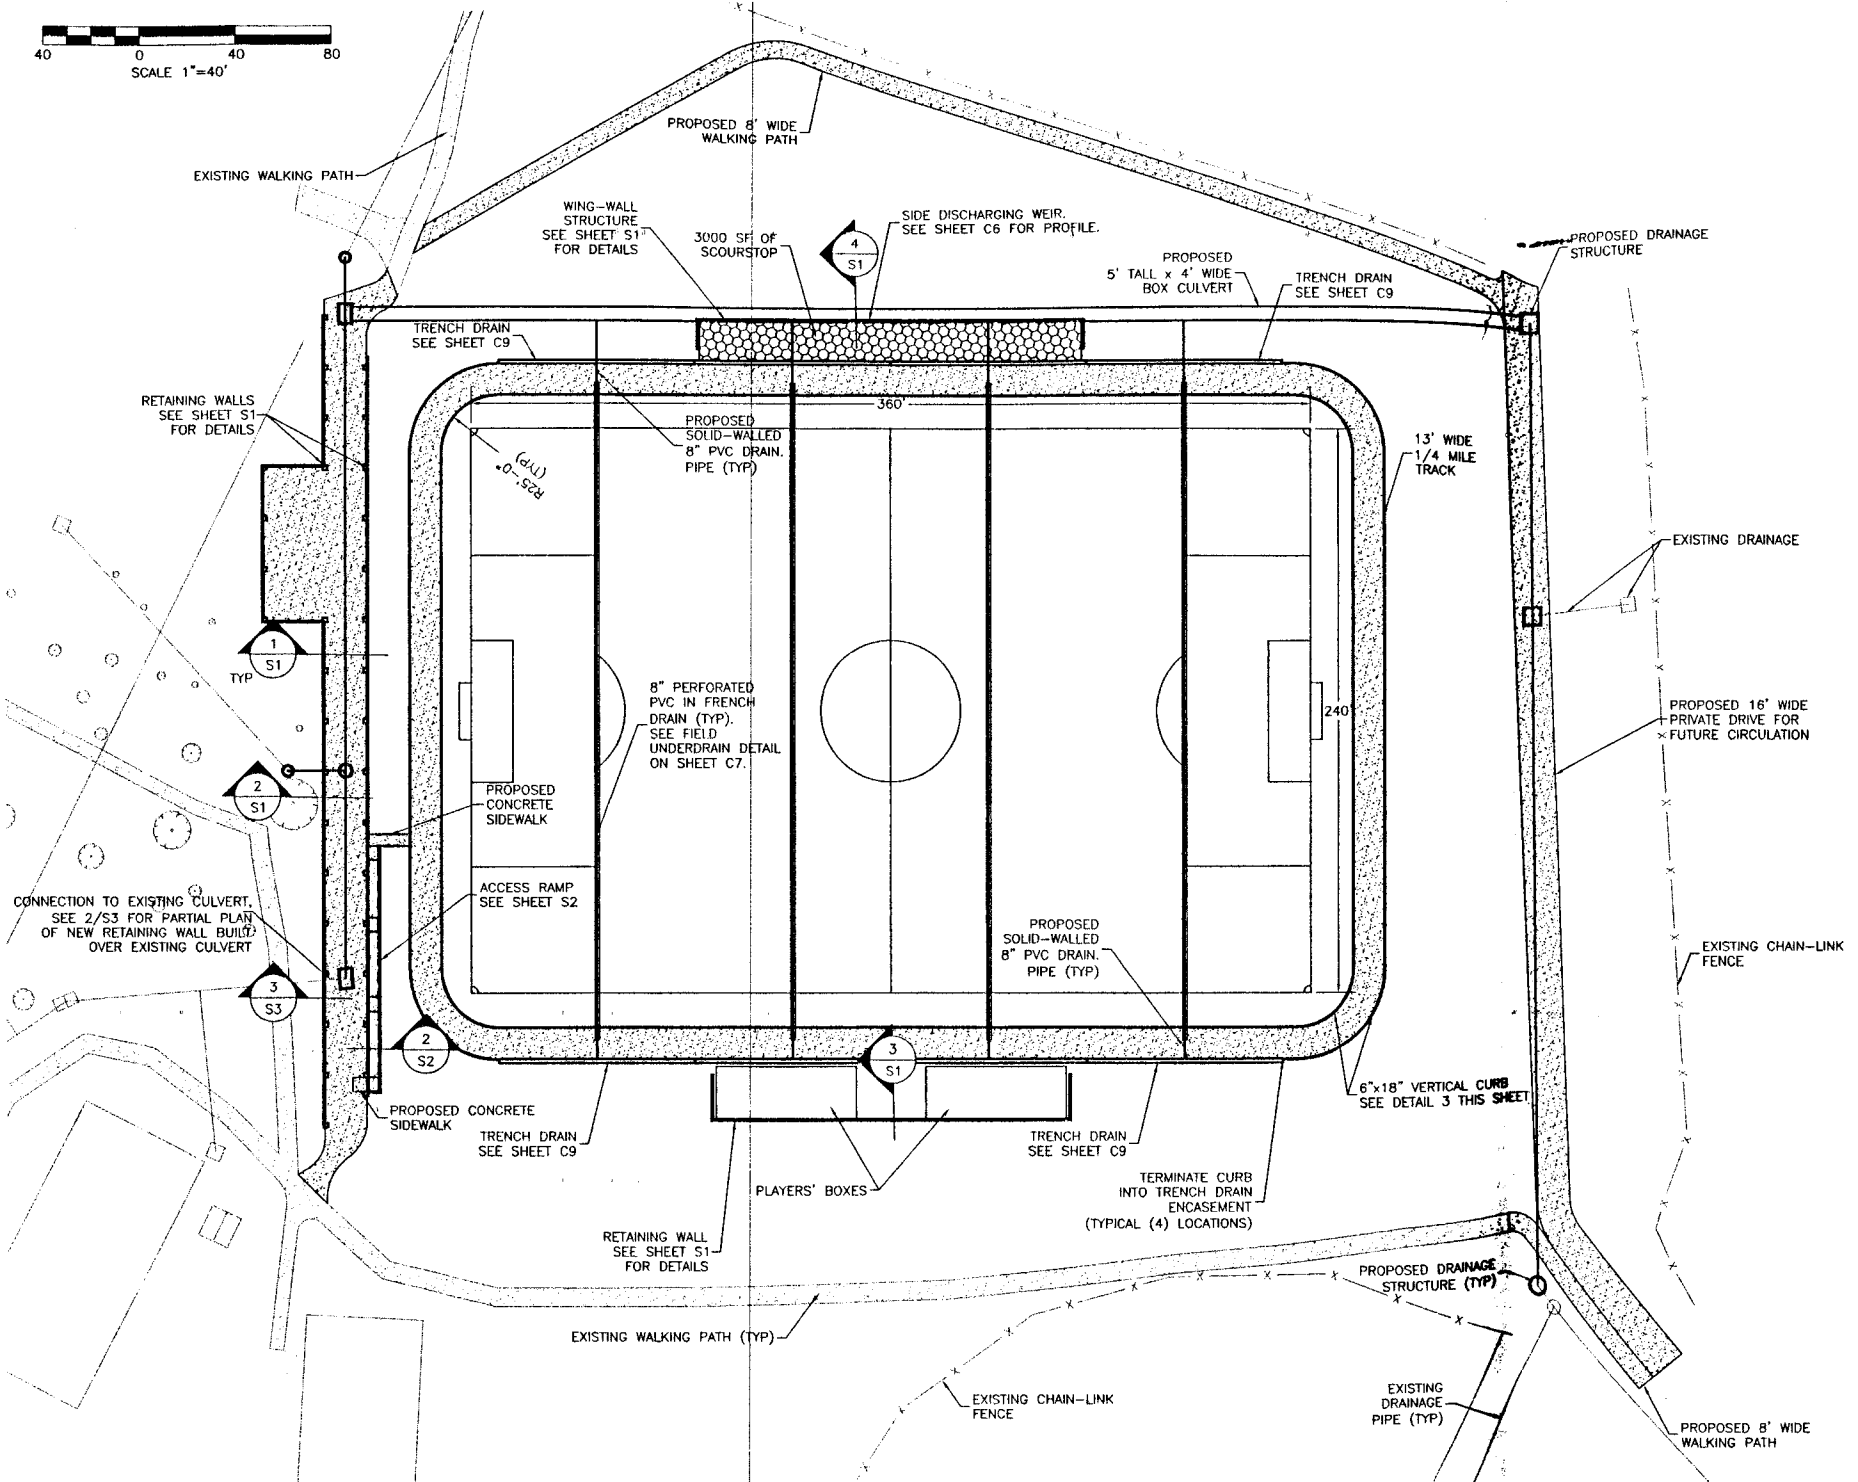 40 0 40 80
SCALE 1"=40'
EXISTING WALKING PATH
PROPOSED 8' WIDE
WALKING PATH
WING-WALL
STRUCTURE
SEE SHEET S1
FOR DETAILS
3000 SF OF
SCOURSTOP
4
S1
SIDE DISCHARGING WEIR.
SEE SHEET C6 FOR PROFILE.
PROPOSED
5' TALL x 4' WIDE
BOX CULVERT
TRENCH DRAIN
SEE SHEET C9
PROPOSED DRAINAGE
STRUCTURE
TRENCH DRAIN
SEE SHEET C9
RETAINING WALLS
SEE SHEET S1
FOR DETAILS
360'
PROPOSED
SOLID-WALLED
8" PVC DRAIN.
PIPE (TYP)
R25'-0"
(TYP)
13' WIDE
1/4 MILE
TRACK
EXISTING DRAINAGE
1
S1
TYP
8" PERFORATED
PVC IN FRENCH
DRAIN (TYP).
SEE FIELD
UNDERDRAIN DETAIL
ON SHEET C7.
240'
PROPOSED 16' WIDE
PRIVATE DRIVE FOR
FUTURE CIRCULATION
2
S1
PROPOSED
CONCRETE
SIDEWALK
ACCESS RAMP
SEE SHEET S2
CONNECTION TO EXISTING CULVERT,
SEE 2/S3 FOR PARTIAL PLAN
OF NEW RETAINING WALL BUILD
OVER EXISTING CULVERT
PROPOSED
SOLID-WALLED
8" PVC DRAIN.
PIPE (TYP)
EXISTING CHAIN-LINK
FENCE
3
S3
2
S2
3
S1
6"x18" VERTICAL CURB
SEE DETAIL 3 THIS SHEET
PROPOSED CONCRETE
SIDEWALK
TRENCH DRAIN
SEE SHEET C9
TRENCH DRAIN
SEE SHEET C9
PLAYERS' BOXES
TERMINATE CURB
INTO TRENCH DRAIN
ENCASEMENT
(TYPICAL (4) LOCATIONS)
RETAINING WALL
SEE SHEET S1
FOR DETAILS
PROPOSED DRAINAGE
STRUCTURE (TYP)
EXISTING WALKING PATH (TYP)
EXISTING CHAIN-LINK
FENCE
EXISTING
DRAINAGE
PIPE (TYP)
PROPOSED 8' WIDE
WALKING PATH